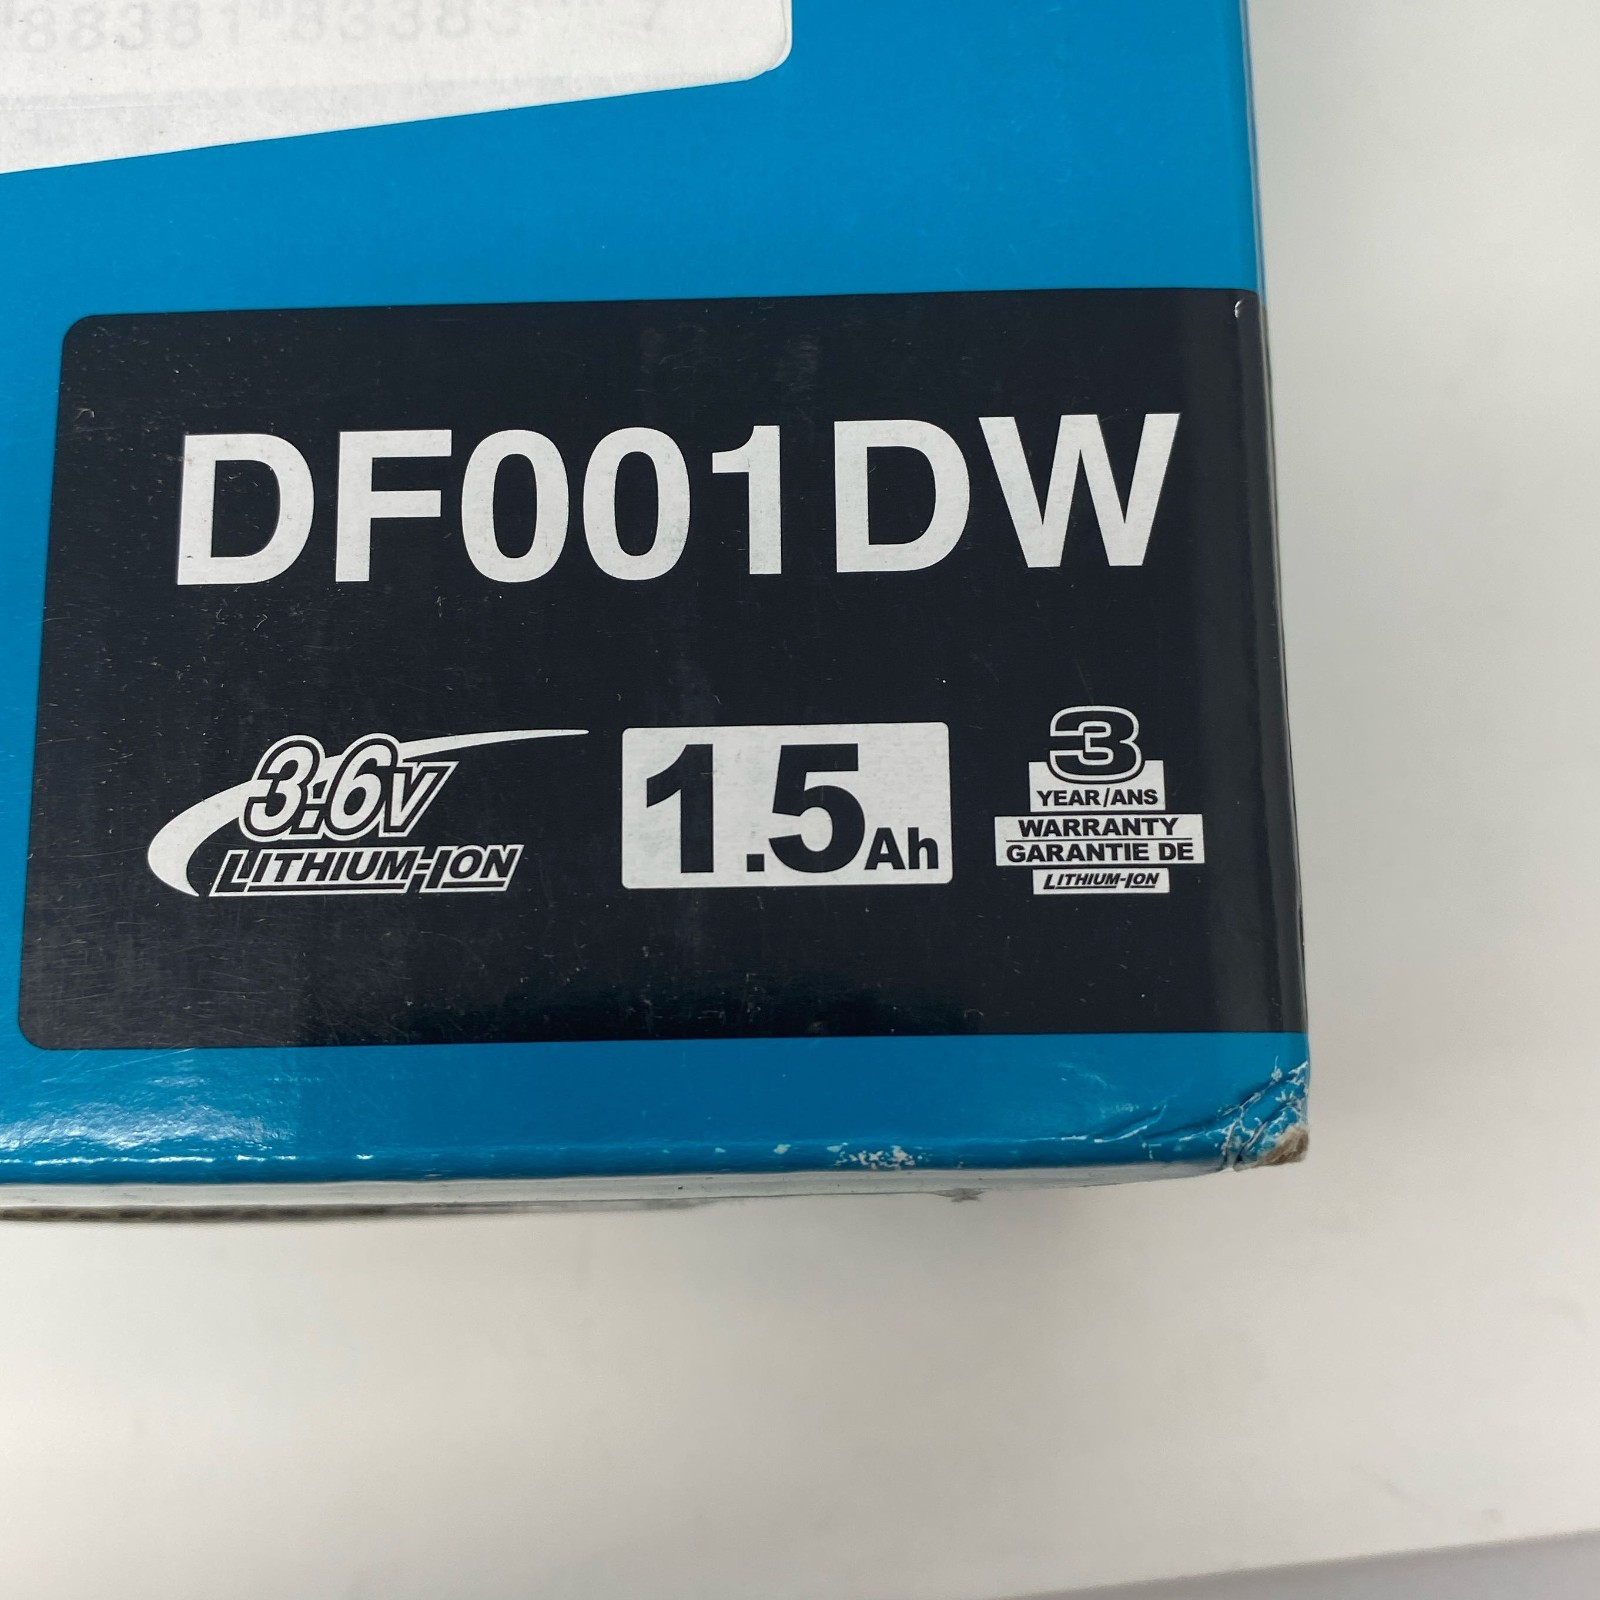 DF001DW
3.6V
LITHIUM-ION
1.5Ah
3
YEAR/ANS
WARRANTY
GARANTIE DE
LITHIUM-ION